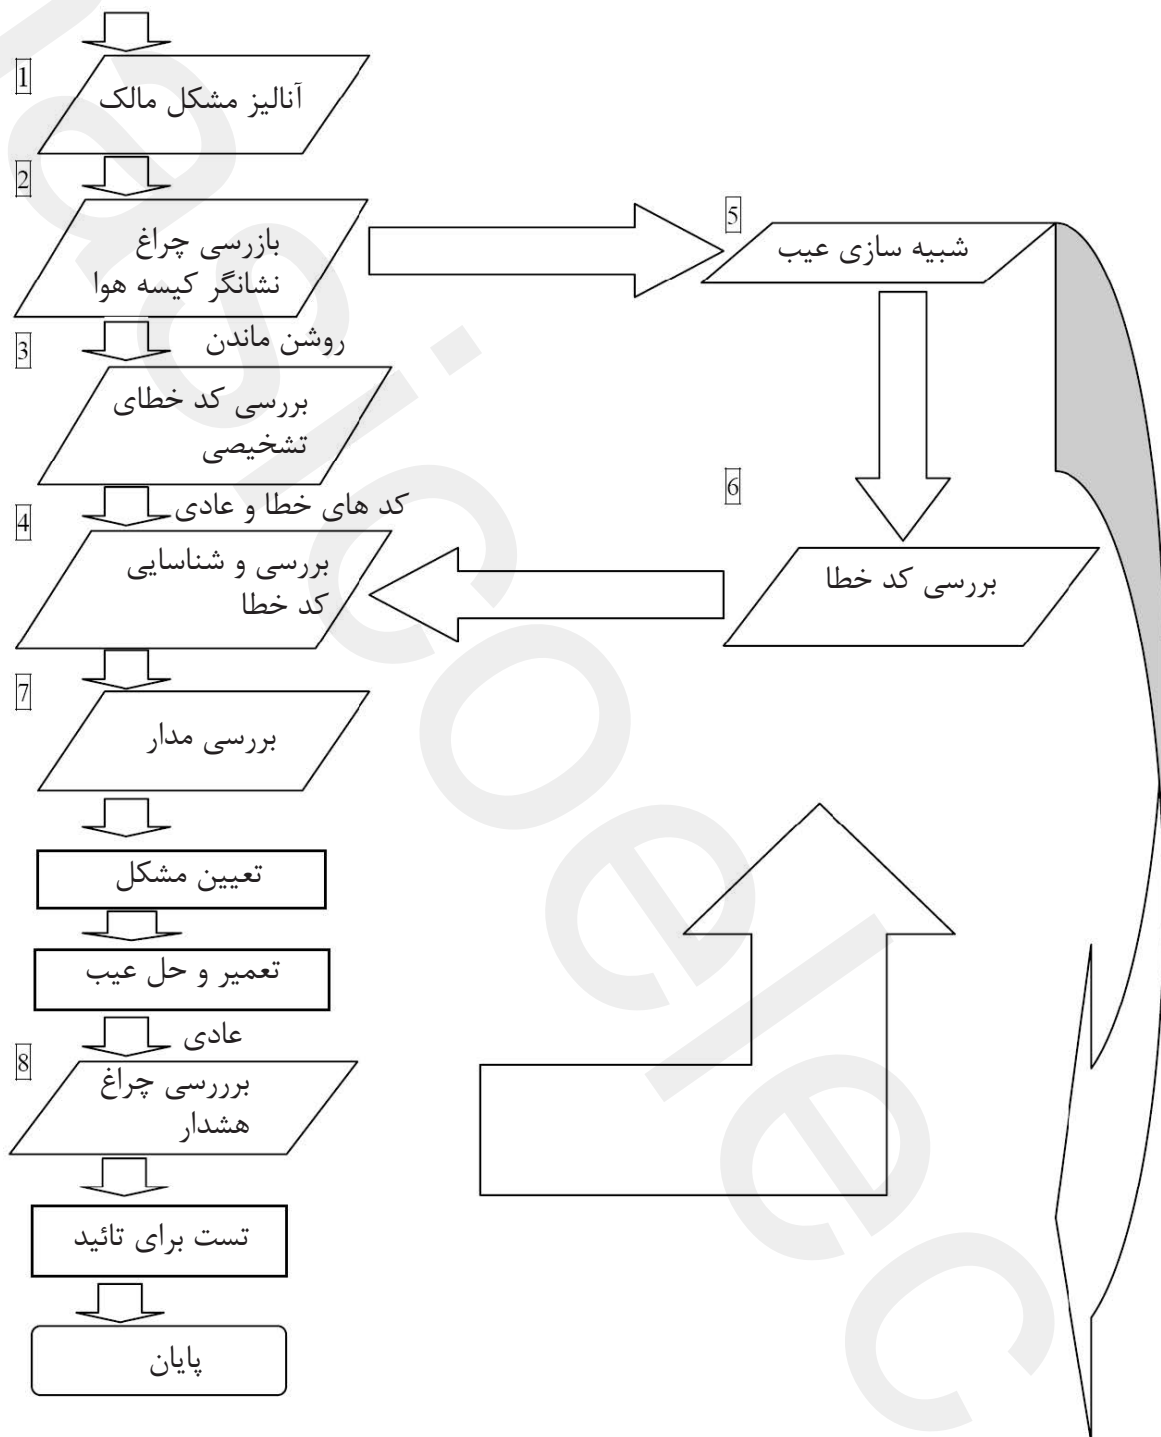 1
آنالیز مشکل مالک
2
بازرسی چراغ
نشانگر کیسه هوا
5
شبیه سازی عیب
روشن ماندن
3
بررسی کد خطای
تشخیصی
کد های خطا و عادی
4
بررسی و شناسایی
کد خطا
6
بررسی کد خطا
7
بررسی مدار
تعیین مشکل
تعمیر و حل عیب
عادی
8
برررسی چراغ
هشدار
تست برای تائید
پایان